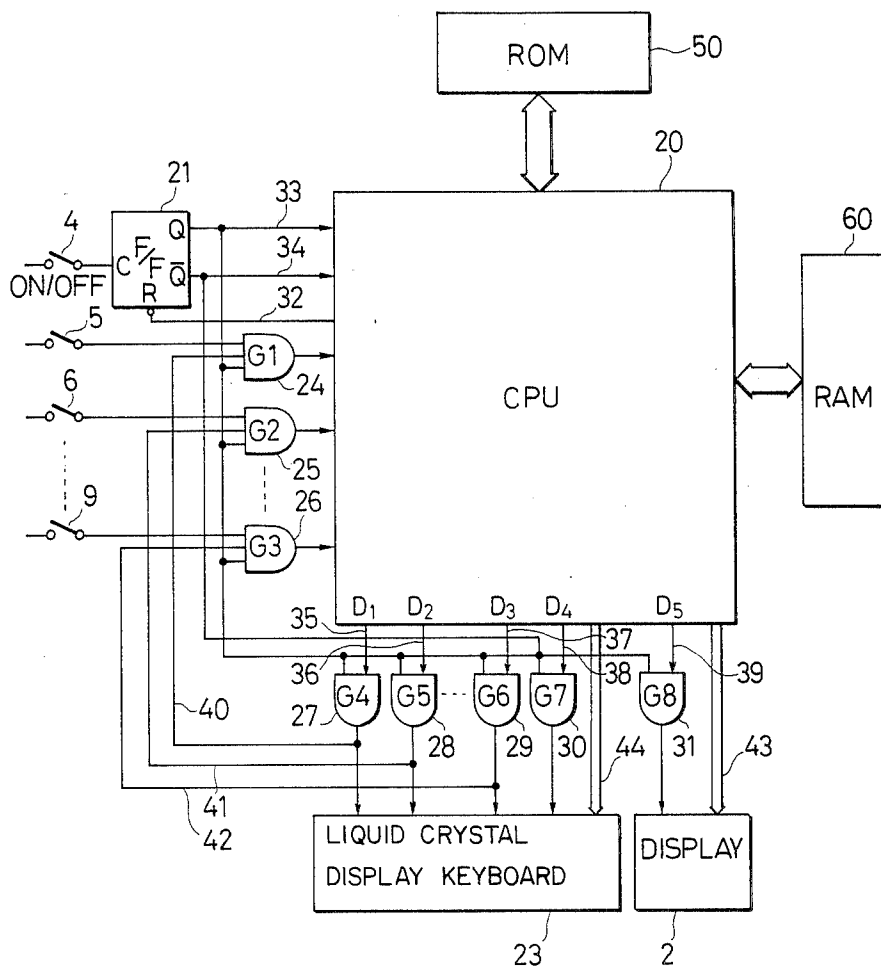 ROM
50
20
21
4
33
Q
C
F/F
Q̅
34
60
ON/OFF
R
32
5
G1
24
CPU
RAM
6
G2
25
9
26
G3
D1
D2
D3
D4
D5
35
37
36
38
39
G4
G5
G6
G7
G8
40
27
28
29
30
31
44
43
41
42
LIQUID CRYSTAL
DISPLAY KEYBOARD
DISPLAY
23
2